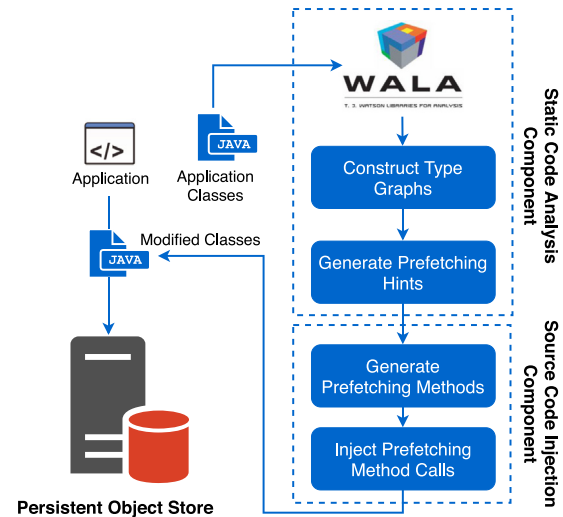 WALA
T. J. WATSON LIBRARIES FOR ANALYSIS
</>
JAVA
Application
Application
Classes
Construct Type
Graphs
Modified Classes
JAVA
Generate Prefetching
Hints
Static Code Analysis
Component
Generate
Prefetching Methods
Inject Prefetching
Method Calls
Source Code Injection
Component
Persistent Object Store